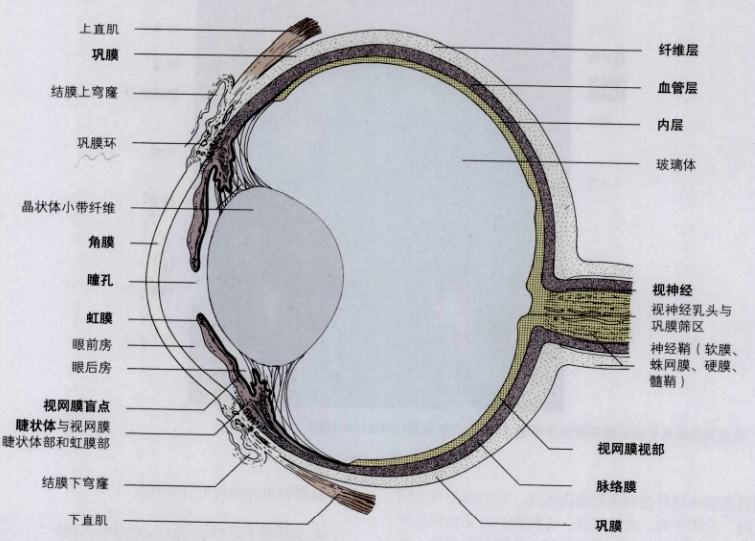 上直肌
巩膜
结膜上穹窿
巩膜环
晶状体小带纤维
角膜
瞳孔
虹膜
眼前房
眼后房
视网膜盲点
睫状体与视网膜
睫状体部和虹膜部
结膜下穹窿
下直肌
纤维层
血管层
内层
玻璃体
视神经
视神经乳头与
巩膜筛区
神经鞘（软膜、
蛛网膜、硬膜、
髓鞘）
视网膜视部
脉络膜
巩膜